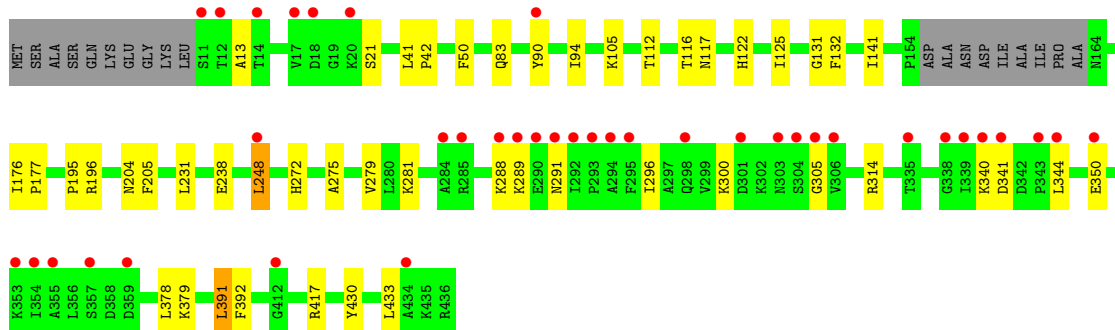 MET SER ALA SER GLN LYS GLU GLY LYS LEU S11 T12 A13 T14 V17 D18 G19 K20 S21 L41 P42 F50 Q83 Y90 I94 K105 T112 T116 N117 H122 I125 G131 F132 I141 P154 ASP ALA ASN ASP ILE ALA ILE PRO ALA N164
I176 P177 P195 R196 N204 F205 L231 E238 L248 H272 A275 V279 L280 K281 A284 R285 K288 K289 E290 N291 I292 P293 A294 F295 I296 A297 Q298 V299 K300 D301 K302 N303 S304 G305 V306 R314 T335 G338 I339 K340 D341 D342 P343 L344 E350
K353 I354 A355 L356 S357 D358 D359 L378 K379 L391 F392 G412 R417 Y430 L433 A434 K435 R436